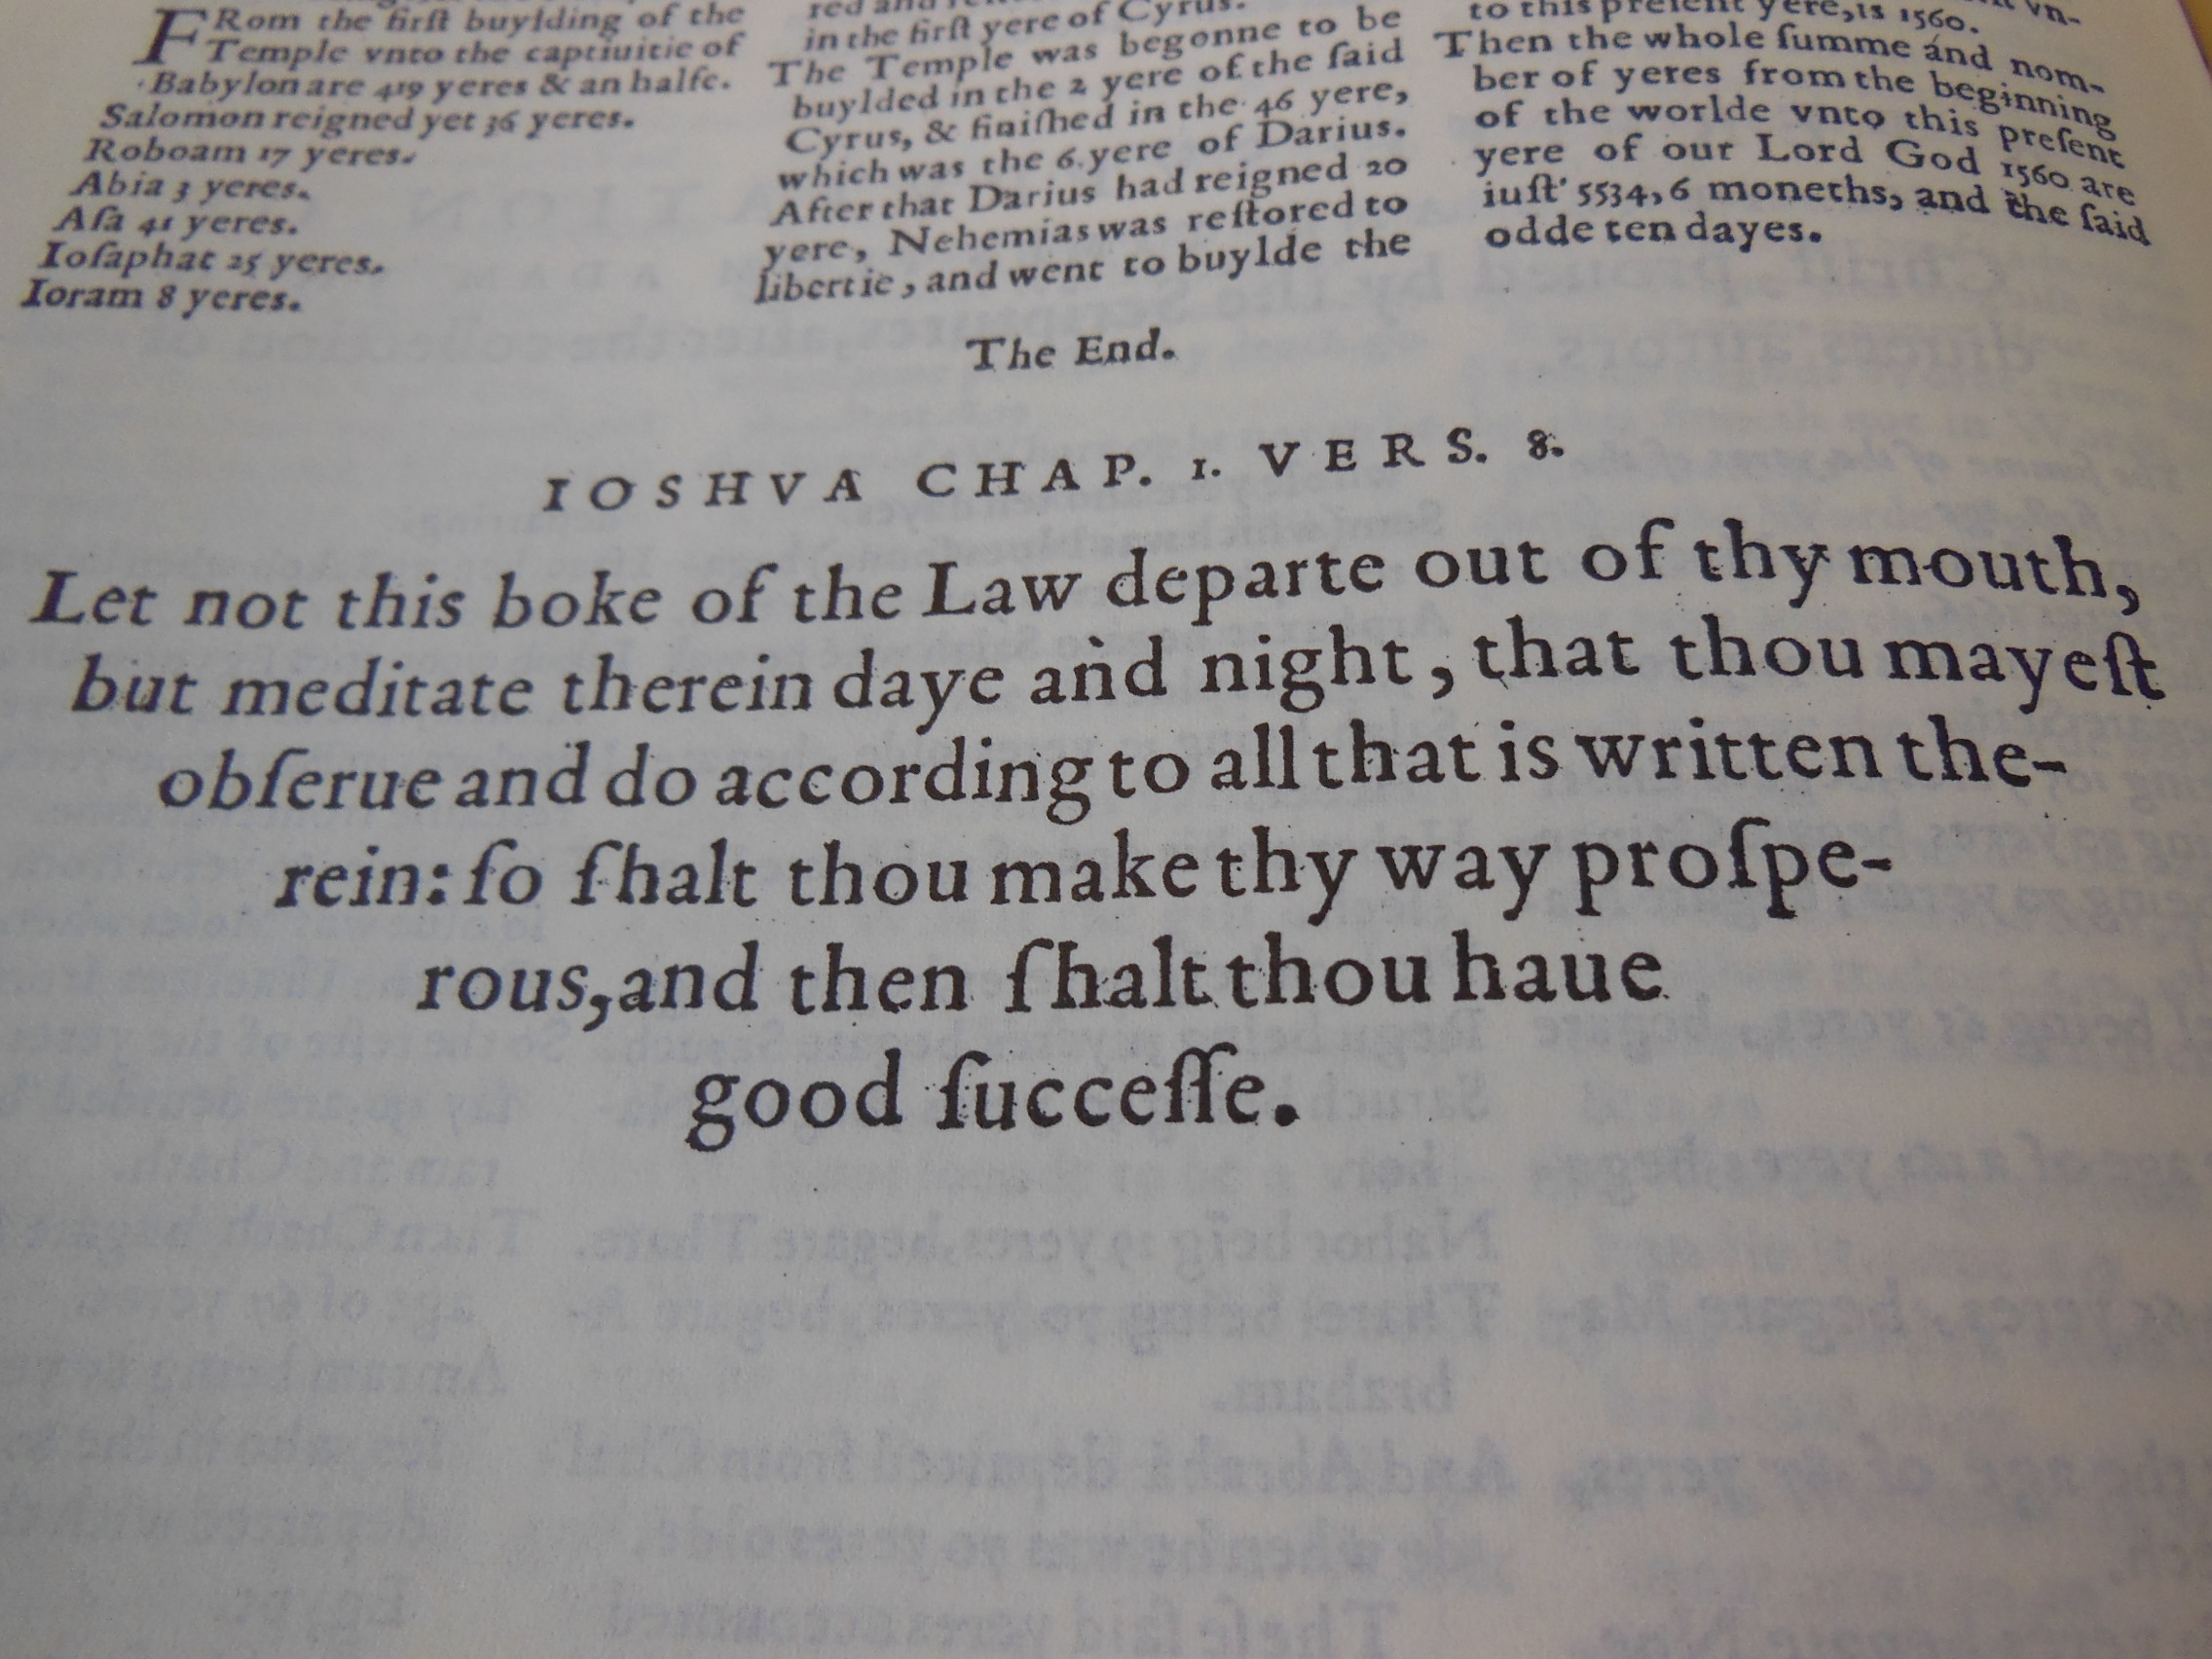 FRom the firſt buylding of the
Temple vnto the captiuitie of
Babylon are 419 yeres & an halfe.
Salomon reigned yet 36 yeres.
Roboam 17 yeres.
Abia 3 yeres.
Aſa 41 yeres.
Ioſaphat 25 yeres.
Ioram 8 yeres.
in the firſt yere of Cyrus.
The Temple was begonne to be
buylded in the 2 yere of the ſaid
Cyrus, & finiſhed in the 46 yere,
which was the 6. yere of Darius.
After that Darius had reigned 20
yere, Nehemias was reſtored to
libertie, and went to buylde the
to this preſent yere, is 1560.
Then the whole ſumme and nom-
ber of yeres from the beginning
of the worlde vnto this preſent
yere of our Lord God 1560 are
iuſt 5534, 6 moneths, and the ſaid
odde ten dayes.
The End.
IOSHVA CHAP. 1. VERS. 8.
Let not this boke of the Law departe out of thy mouth,
but meditate therein daye and night, that thou mayeſt
obſerue and do according to all that is written the-
rein: ſo ſhalt thou make thy way proſpe-
rous, and then ſhalt thou haue
good ſucceſſe.